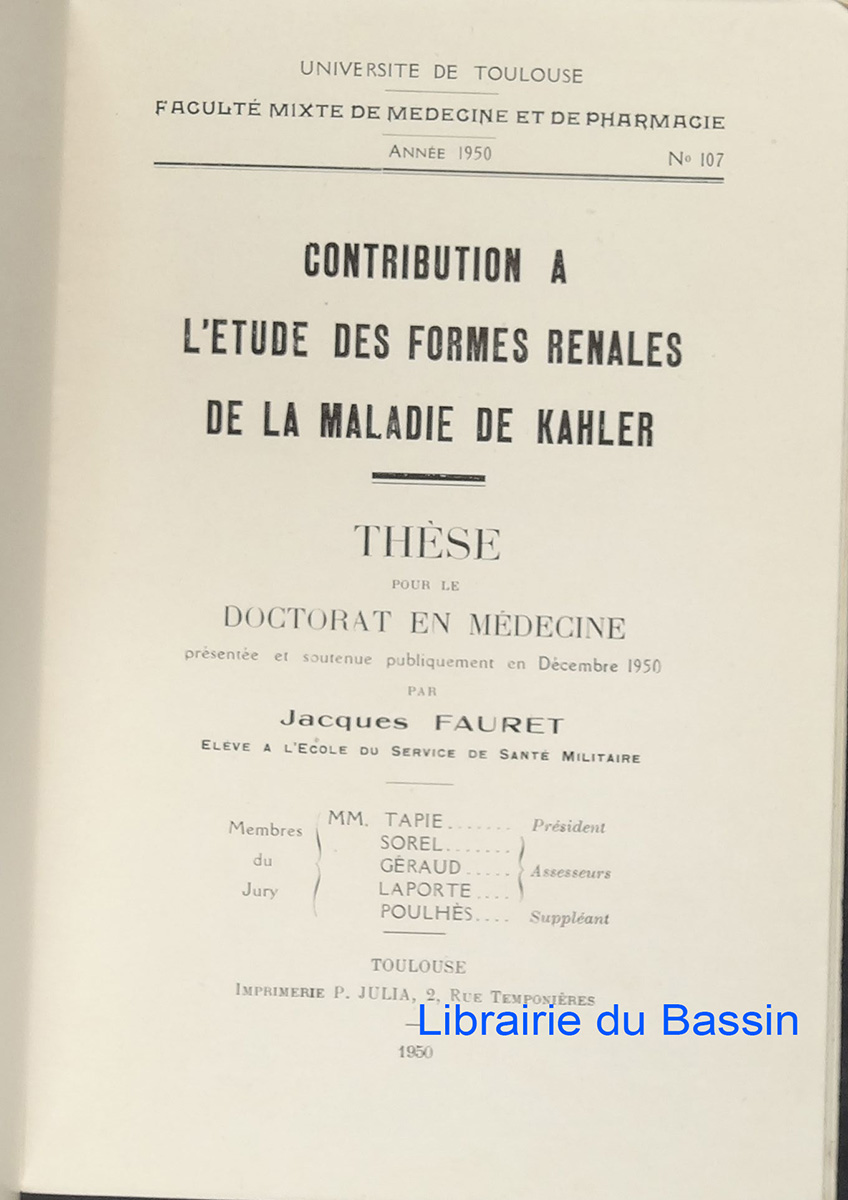 UNIVERSITE DE TOULOUSE
FACULTÉ MIXTE DE MEDECINE ET DE PHARMACIE
ANNÉE 1950 Nº 107
CONTRIBUTION A
L'ETUDE DES FORMES RENALES
DE LA MALADIE DE KAHLER
THÈSE
POUR LE
DOCTORAT EN MÉDECINE
présentée et soutenue publiquement en Décembre 1950
PAR
Jacques FAURET
ELÈVE A L'ECOLE DU SERVICE DE SANTÉ MILITAIRE
Membres du Jury
MM. TAPIE....... Président
SOREL.......
GÉRAUD..... Assesseurs
LAPORTE....
POULHÈS.... Suppléant
TOULOUSE
IMPRIMERIE P. JULIA, 2, RUE TEMPONIÈRES
Librairie du Bassin
1950